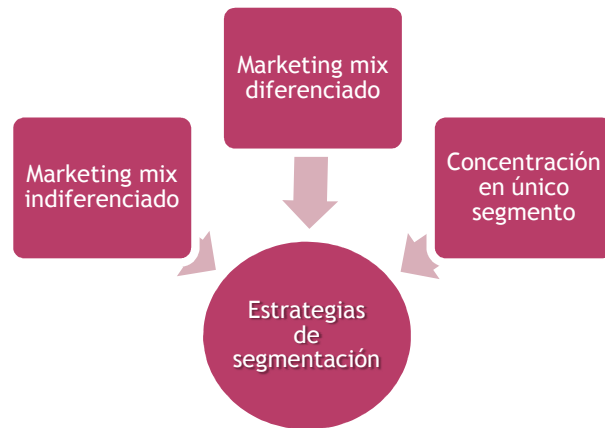 Marketing mix
indiferenciado
Marketing mix
diferenciado
Concentración
en único
segmento
Estrategias
de
segmentación